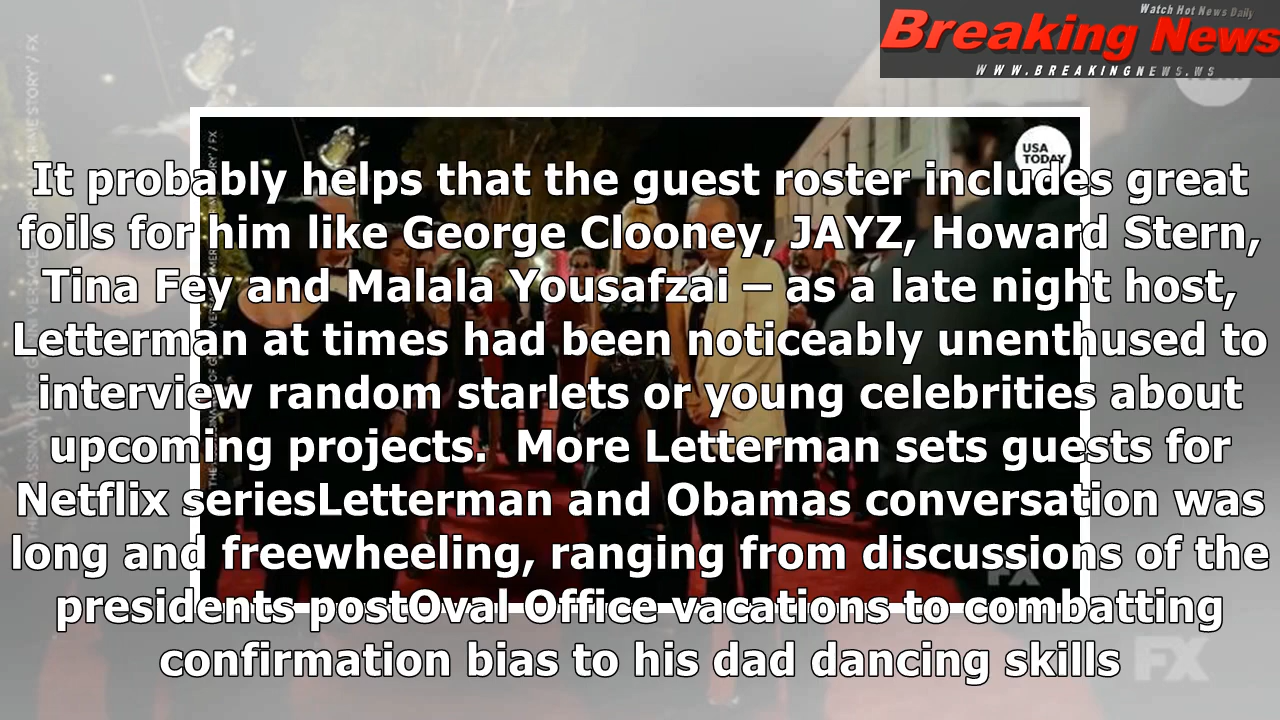 Watch Hot News Daily
Breaking News
WWW.BREAKINGNEWS.WS
USA
TODAY
It probably helps that the guest roster includes great
foils for him like George Clooney, JAYZ, Howard Stern,
Tina Fey and Malala Yousafzai – as a late night host,
Letterman at times had been noticeably unenthused to
interview random starlets or young celebrities about
upcoming projects.  More Letterman sets guests for
Netflix seriesLetterman and Obamas conversation was
long and freewheeling, ranging from discussions of the
presidents postOval Office vacations to combatting
confirmation bias to his dad dancing skills
FX
FX